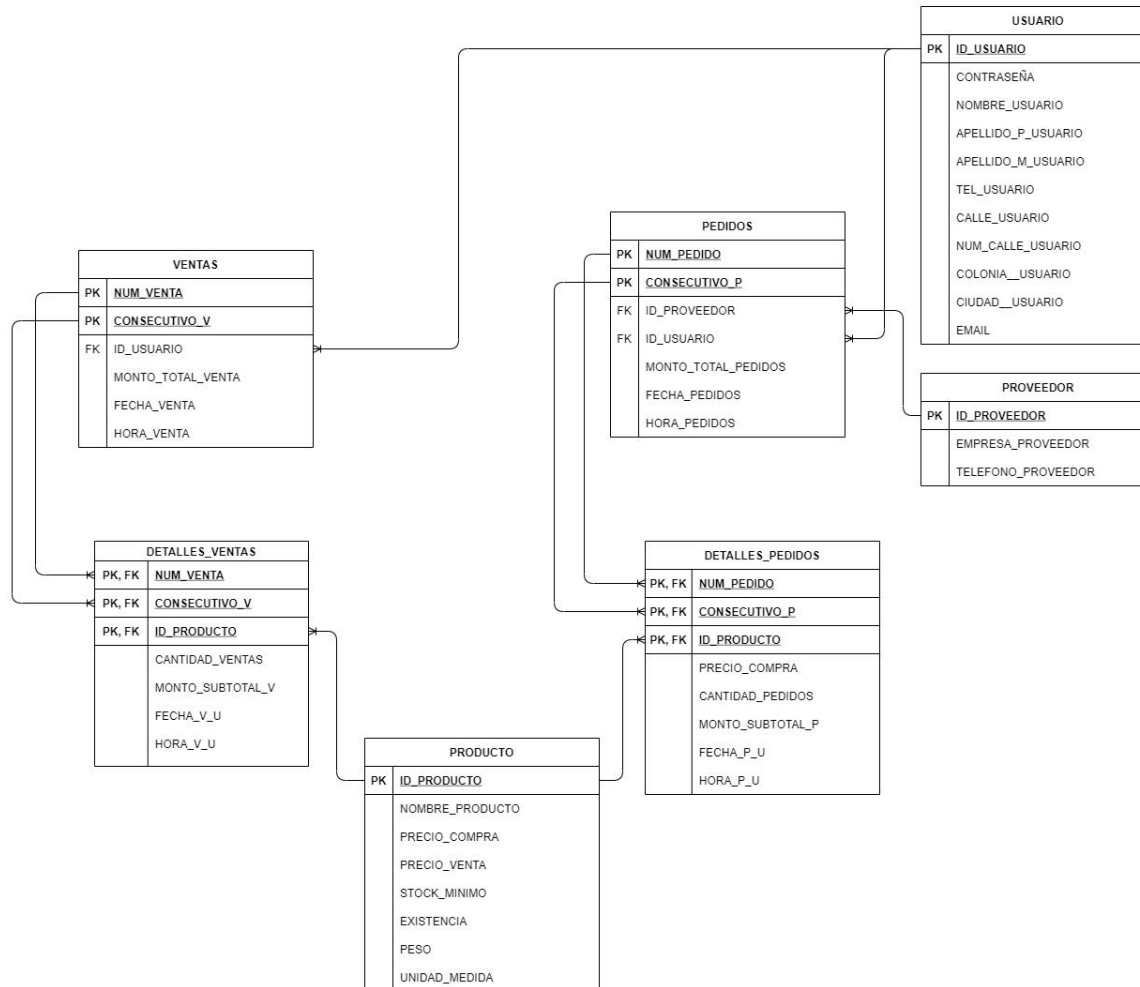 USUARIO
PK ID_USUARIO
CONTRASEÑA
NOMBRE_USUARIO
APELLIDO_P_USUARIO
APELLIDO_M_USUARIO
TEL_USUARIO
CALLE_USUARIO
NUM_CALLE_USUARIO
COLONIA__USUARIO
CIUDAD__USUARIO
EMAIL
PEDIDOS
PK NUM_PEDIDO
PK CONSECUTIVO_P
FK ID_PROVEEDOR
FK ID_USUARIO
MONTO_TOTAL_PEDIDOS
FECHA_PEDIDOS
HORA_PEDIDOS
VENTAS
PK NUM_VENTA
PK CONSECUTIVO_V
FK ID_USUARIO
MONTO_TOTAL_VENTA
FECHA_VENTA
HORA_VENTA
PROVEEDOR
PK ID_PROVEEDOR
EMPRESA_PROVEEDOR
TELEFONO_PROVEEDOR
DETALLES_VENTAS
PK, FK NUM_VENTA
PK, FK CONSECUTIVO_V
PK, FK ID_PRODUCTO
CANTIDAD_VENTAS
MONTO_SUBTOTAL_V
FECHA_V_U
HORA_V_U
DETALLES_PEDIDOS
PK, FK NUM_PEDIDO
PK, FK CONSECUTIVO_P
PK, FK ID_PRODUCTO
PRECIO_COMPRA
CANTIDAD_PEDIDOS
MONTO_SUBTOTAL_P
FECHA_P_U
HORA_P_U
PRODUCTO
PK ID_PRODUCTO
NOMBRE_PRODUCTO
PRECIO_COMPRA
PRECIO_VENTA
STOCK_MINIMO
EXISTENCIA
PESO
UNIDAD_MEDIDA